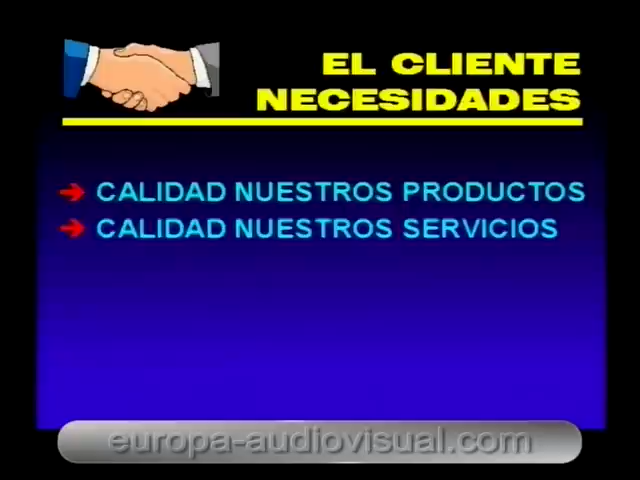 EL CLIENTE
NECESIDADES
CALIDAD NUESTROS PRODUCTOS
CALIDAD NUESTROS SERVICIOS
europa-audiovisual.com